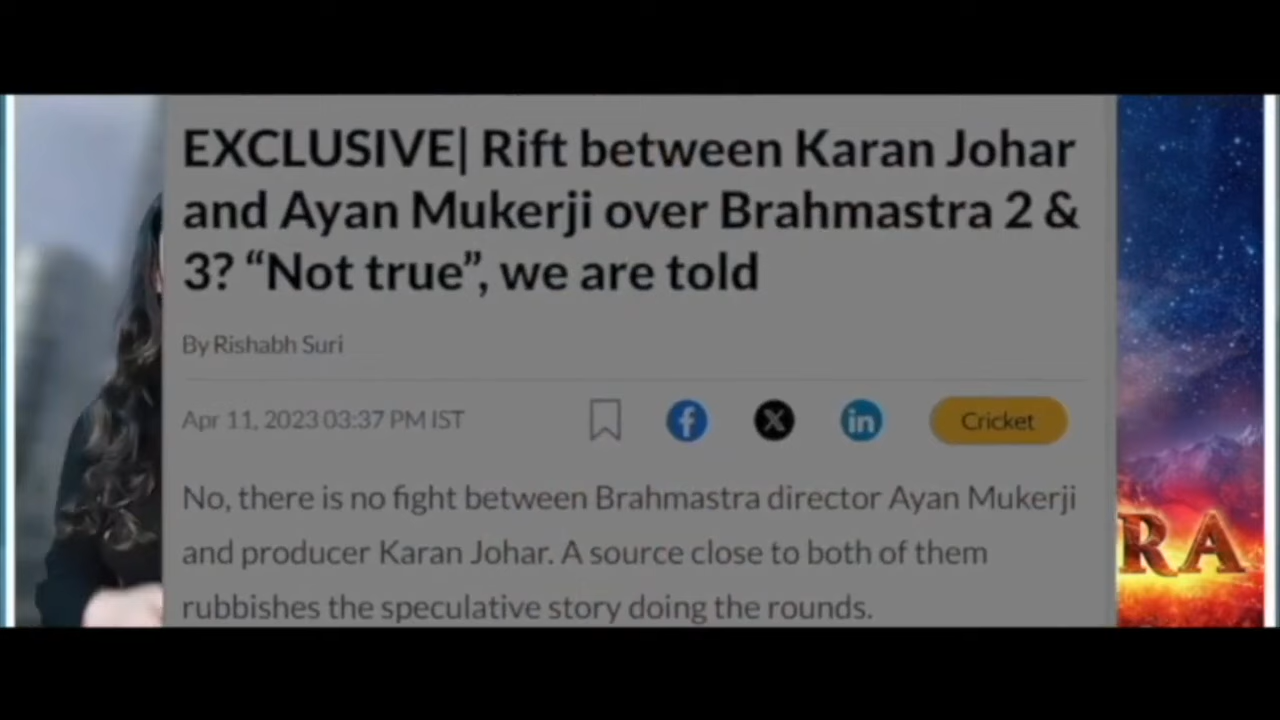 EXCLUSIVE| Rift between Karan Johar
and Ayan Mukerji over Brahmastra 2 &
3? “Not true”, we are told
By Rishabh Suri
Apr 11, 2023 03:37 PM IST
Cricket
No, there is no fight between Brahmastra director Ayan Mukerji
and producer Karan Johar. A source close to both of them
rubbishes the speculative story doing the rounds.
RA